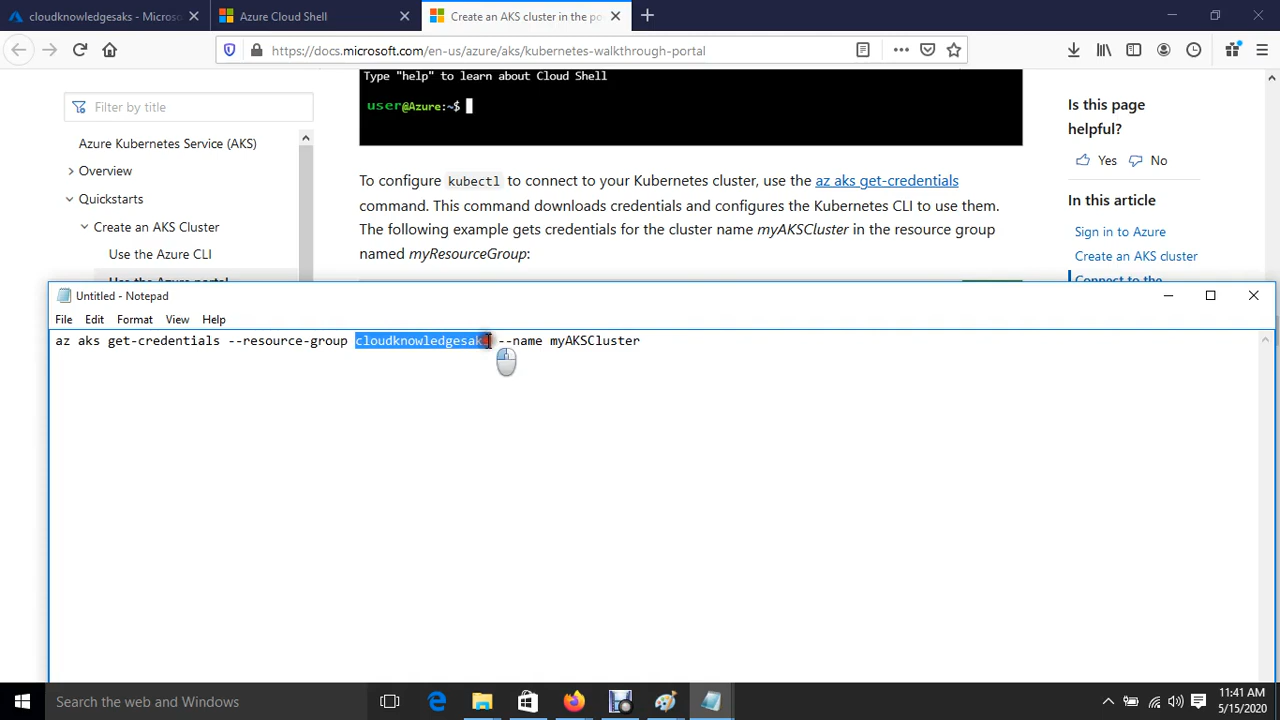 cloudknowledgesaks - Microso
Azure Cloud Shell
Create an AKS cluster in the po
https://docs.microsoft.com/en-us/azure/aks/kubernetes-walkthrough-portal
Filter by title
Azure Kubernetes Service (AKS)
Overview
Quickstarts
Create an AKS Cluster
Use the Azure CLI
Use the Azure portal
Type "help" to learn about Cloud Shell
user@Azure:~$
To configure kubectl to connect to your Kubernetes cluster, use the az aks get-credentials
command. This command downloads credentials and configures the Kubernetes CLI to use them.
The following example gets credentials for the cluster name myAKSCluster in the resource group
named myResourceGroup:
Is this page
helpful?
Yes No
In this article
Sign in to Azure
Create an AKS cluster
Connect to the
Untitled - Notepad
File Edit Format View Help
az aks get-credentials --resource-group cloudknowledgesaks --name myAKSCluster
Search the web and Windows
11:41 AM
5/15/2020